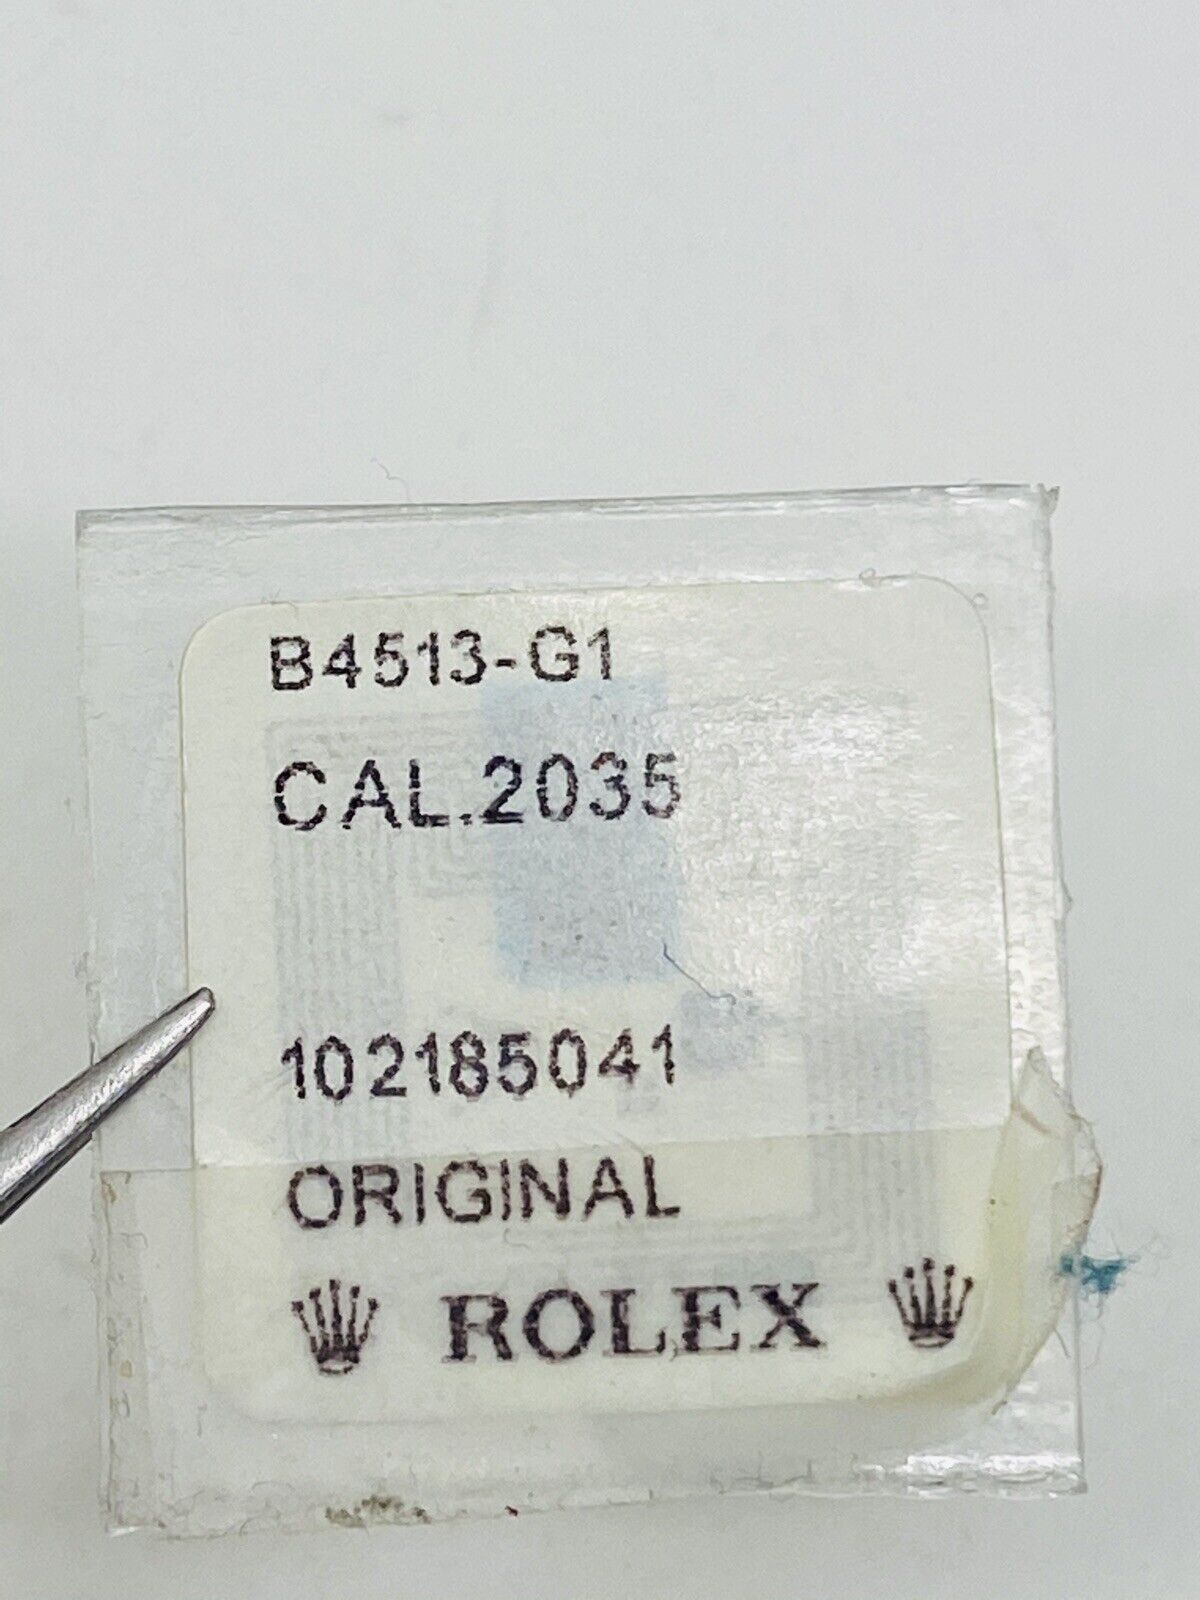 B4513-G1
CAL.2035
102185041
ORIGINAL
ROLEX